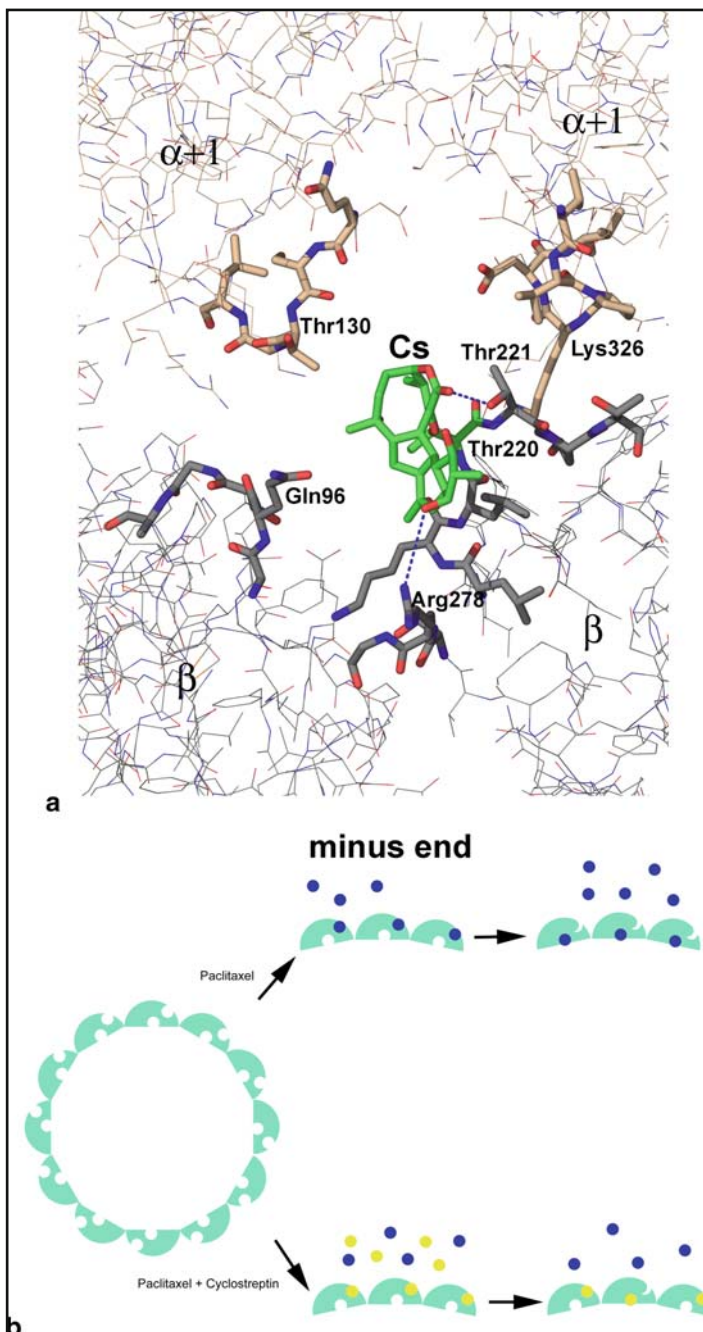 α+1
α+1
Thr130
Cs
Thr221
Lys326
Thr220
Gln96
Arg278
β
β
a
minus end
Paclitaxel
Paclitaxel + Cyclostreptin
b